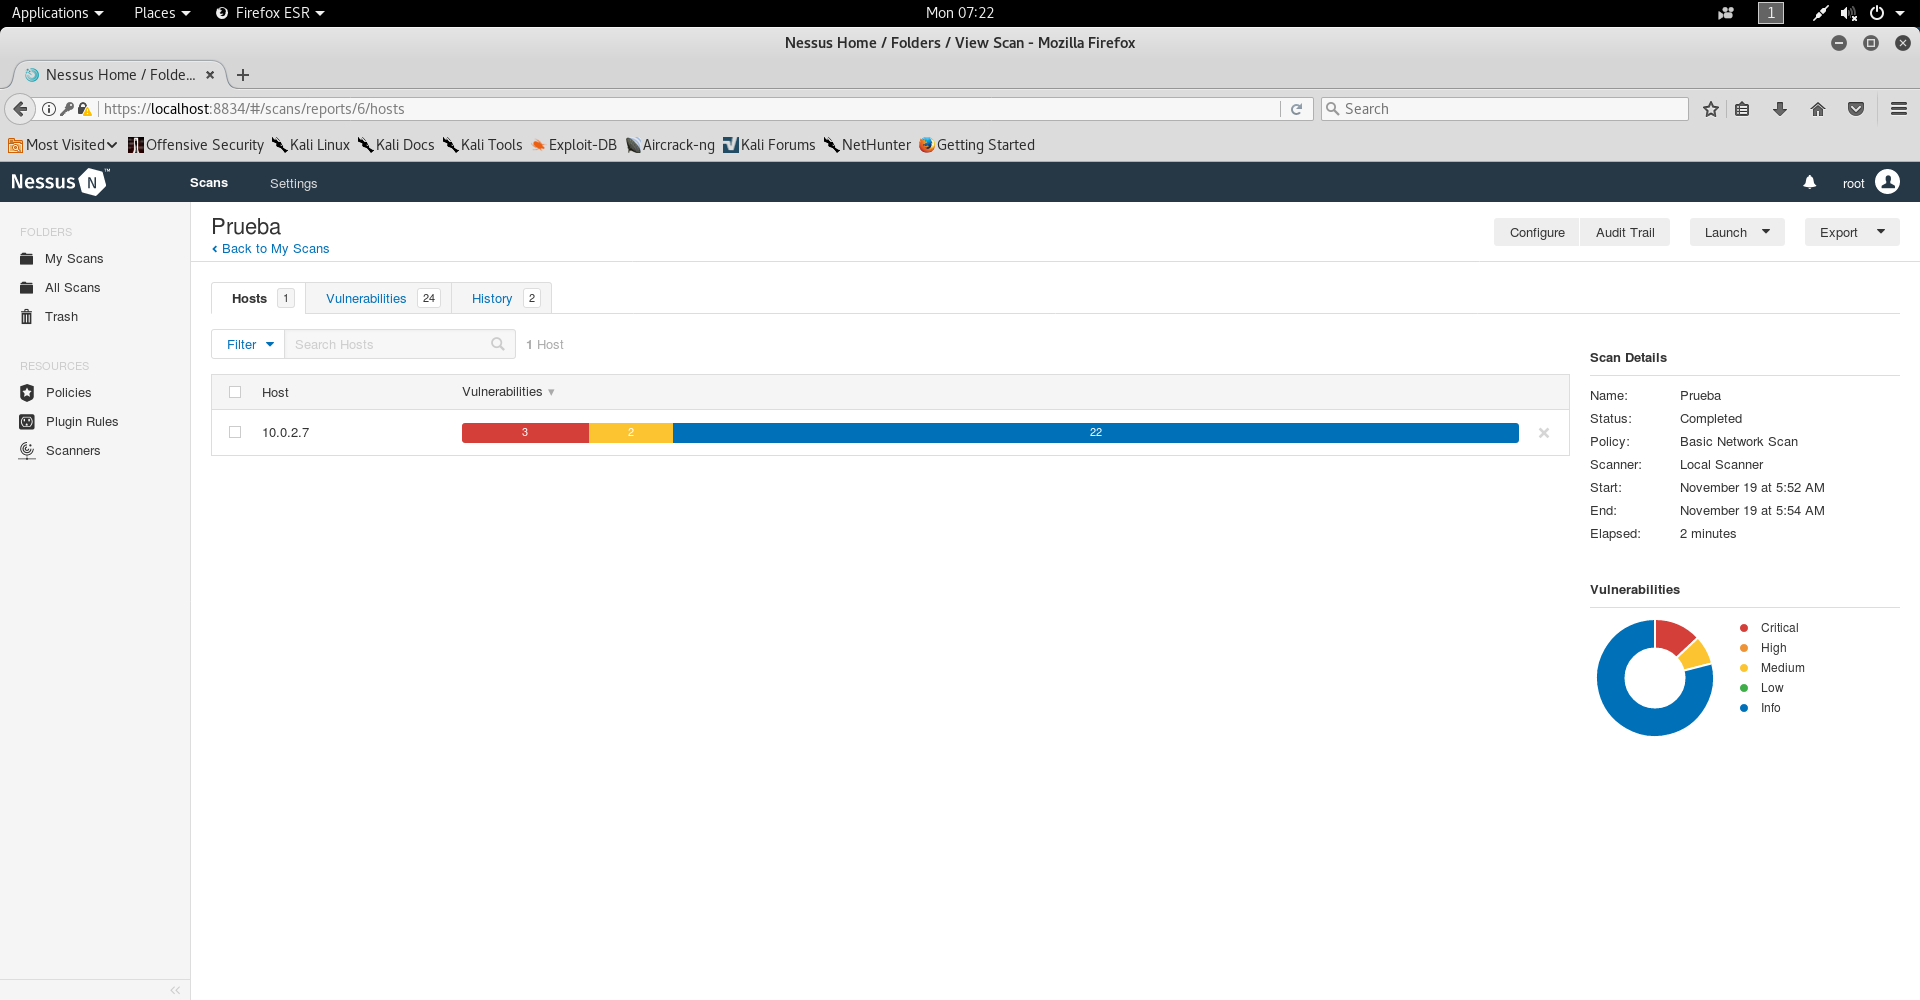 Applications Places Firefox ESR Mon 07:22 1
Nessus Home / Folders / View Scan - Mozilla Firefox
Nessus Home / Folde...
https://localhost:8834/#/scans/reports/6/hosts Search
Most Visited Offensive Security Kali Linux Kali Docs Kali Tools Exploit-DB Aircrack-ng Kali Forums NetHunter Getting Started
Nessus N ™ Scans Settings root
FOLDERS
My Scans
All Scans
Trash
RESOURCES
Policies
Plugin Rules
Scanners
Prueba
Back to My Scans
Configure Audit Trail Launch Export
Hosts 1 Vulnerabilities 24 History 2
Filter Search Hosts 1 Host
Host Vulnerabilities
10.0.2.7 3 2 22
Scan Details
Name: Prueba
Status: Completed
Policy: Basic Network Scan
Scanner: Local Scanner
Start: November 19 at 5:52 AM
End: November 19 at 5:54 AM
Elapsed: 2 minutes
Vulnerabilities
Critical
High
Medium
Low
Info